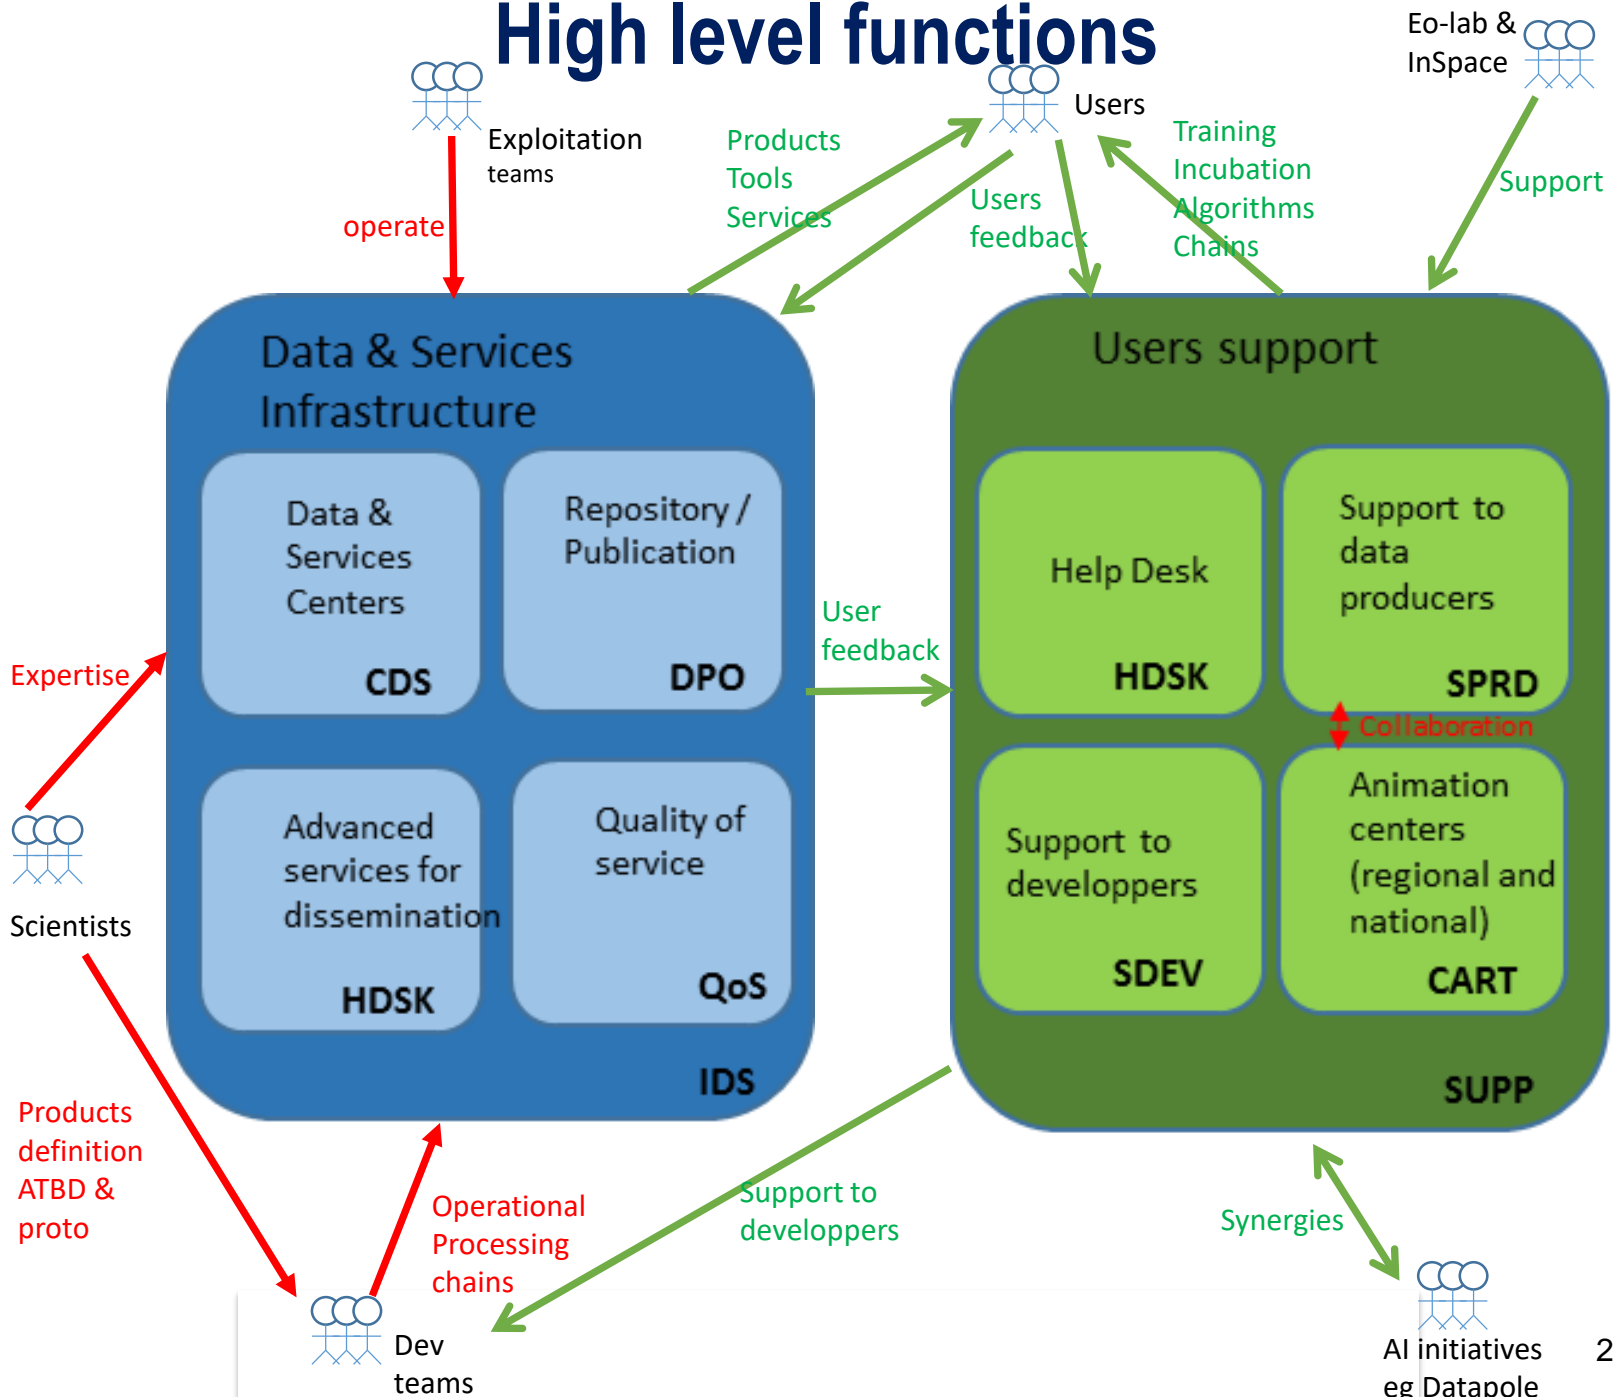 High level functions
Eo-lab &
InSpace
Users
Exploitation
teams
Products
Tools
Services
Training
Incubation
Algorithms
Chains
Support
Users
feedback
operate
Data & Services
Infrastructure
Users support
Data &
Services
Centers
CDS
Repository /
Publication
DPO
Help Desk
HDSK
Support to
data
producers
SPRD
User
feedback
Expertise
Collaboration
Advanced
services for
dissemination
HDSK
Quality of
service
QoS
Support to
developpers
SDEV
Animation
centers
(regional and
national)
CART
Scientists
IDS
SUPP
Products
definition
ATBD &
proto
Operational
Processing
chains
Support to
developpers
Synergies
Dev
teams
AI initiatives
eg Datapole
2